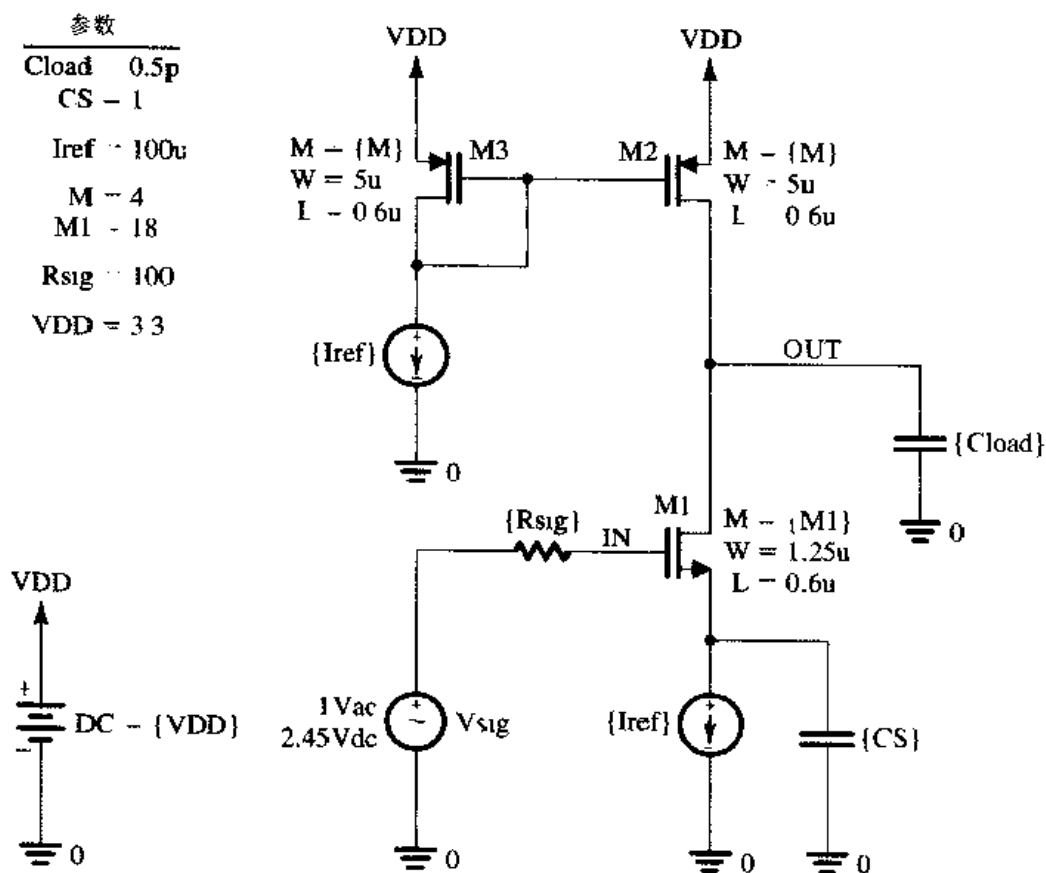 参数
Cload 0.5p
CS - 1
Iref = 100u
M - 4
M1 - 18
Rsig 100
VDD = 3 3
VDD
VDD
M - {M}
W = 5u
L - 0 6u
M3
M2
M - {M}
W - 5u
L 0 6u
{Iref}
0
OUT
{Cload}
0
{Rsig}
IN
M1
M - {M1}
W = 1.25u
L - 0.6u
VDD
+
-
DC - {VDD}
0
1Vac
2.45Vdc
+
~
Vsig
0
{Iref}
+
-
0
{CS}
0